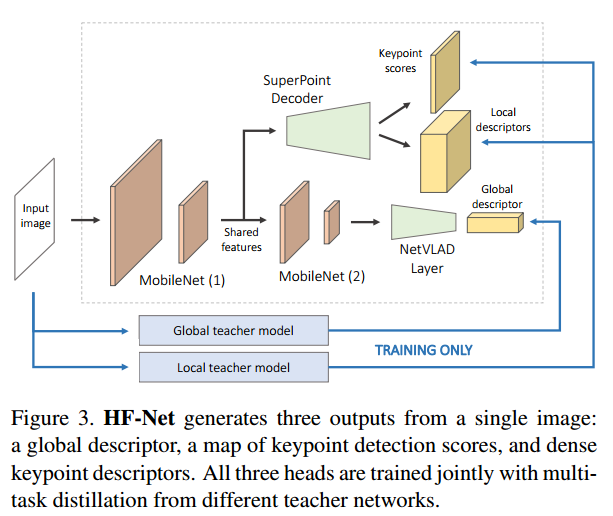 Keypoint
scores
SuperPoint
Decoder
Local
descriptors
Input
image
Shared
features
Global
descriptor
MobileNet (1)
MobileNet (2)
NetVLAD
Layer
Global teacher model
TRAINING ONLY
Local teacher model
Figure 3. HF-Net generates three outputs from a single image:
a global descriptor, a map of keypoint detection scores, and dense
keypoint descriptors. All three heads are trained jointly with multi-
task distillation from different teacher networks.